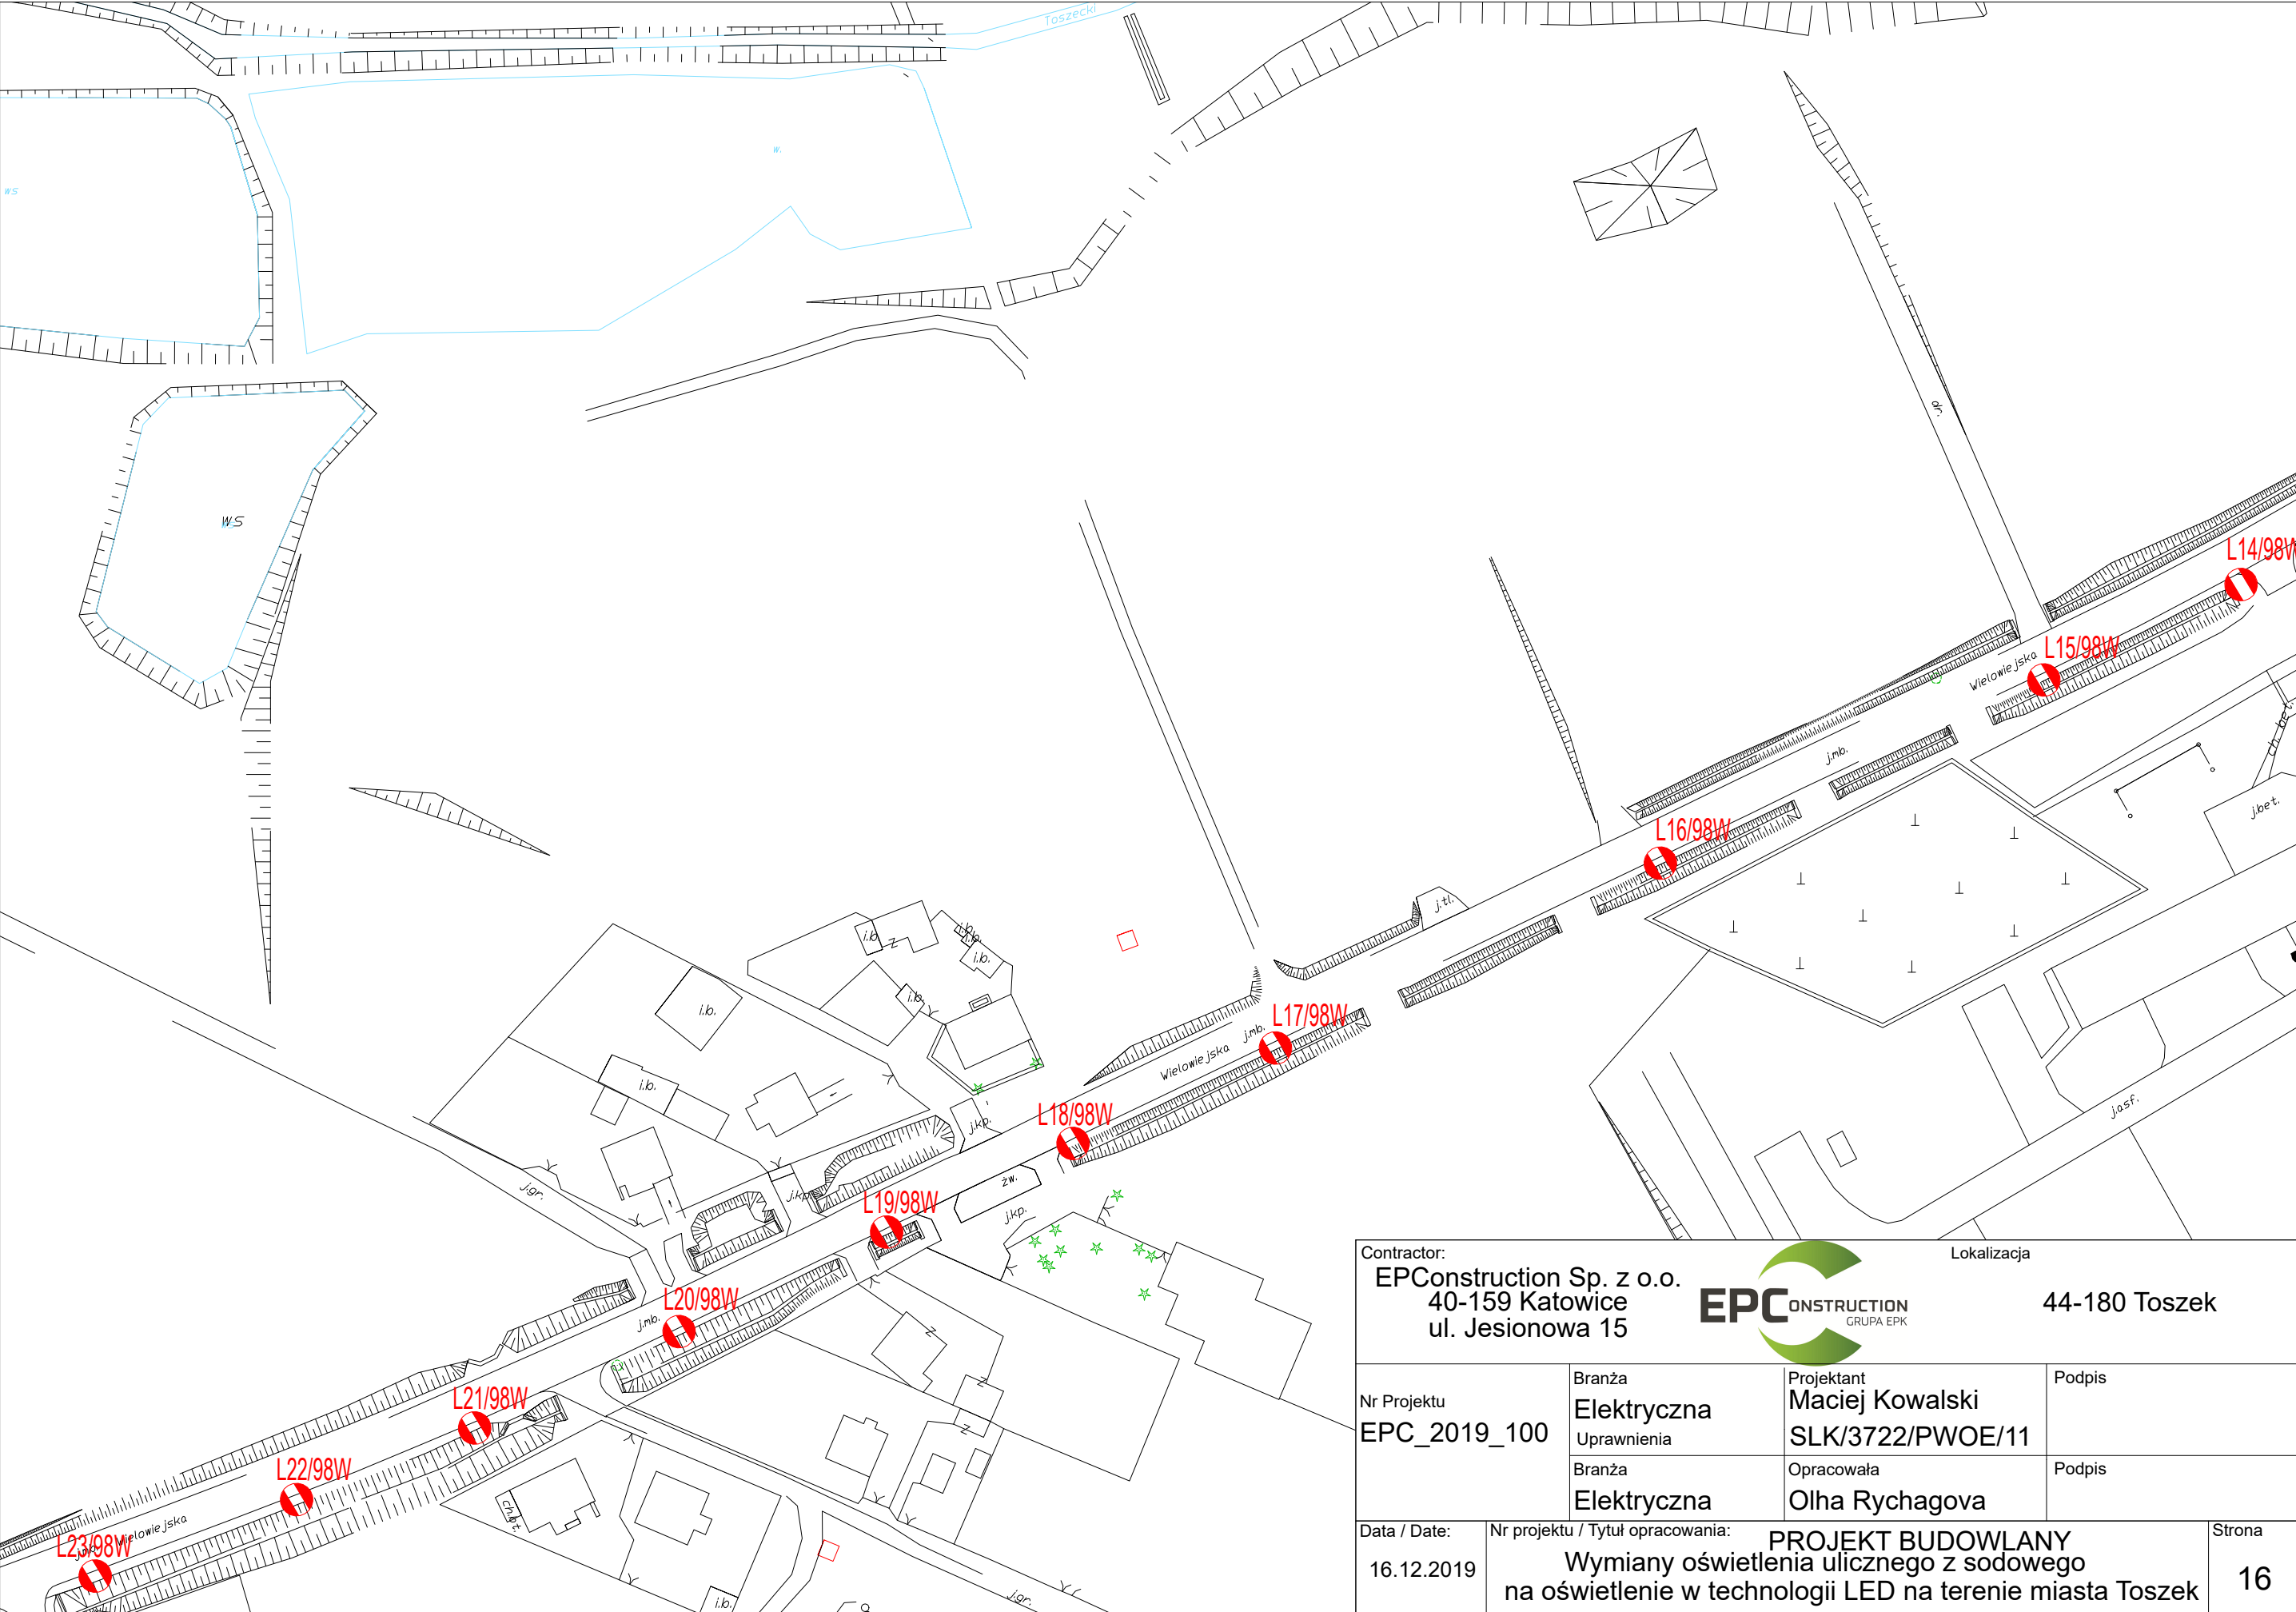 Toszecki
w.
ws
WS
dr.
L14/98W
L15/98W
Wielowiejska
ch.bet.
j.mb.
j.bet.
L16/98W
j.tl.
i.b.
z
i.b.
i.b.
i.b.
i.b.
i.b.
L17/98W
j.mb.
Wielowiejska
i.b.
L18/98W
j.kp.
j.asf.
żw.
j.gr.
j.kp.
L19/98W
j.kp.
L20/98W
j.mb.
z
z
z
L21/98W
L22/98W
ch.bt.
Wielowiejska
L23/98W
i.b.
j.gr.
Contractor:
EPConstruction Sp. z o.o.
40-159 Katowice
ul. Jesionowa 15
EPCONSTRUCTION
GRUPA EPK
Lokalizacja
44-180 Toszek
Nr Projektu
EPC_2019_100
Branża
Elektryczna
Uprawnienia
Projektant
Maciej Kowalski
SLK/3722/PWOE/11
Podpis
Branża
Elektryczna
Opracowała
Olha Rychagova
Podpis
Data / Date:
16.12.2019
Nr projektu / Tytuł opracowania:
PROJEKT BUDOWLANY
Wymiany oświetlenia ulicznego z sodowego
na oświetlenie w technologii LED na terenie miasta Toszek
Strona
16